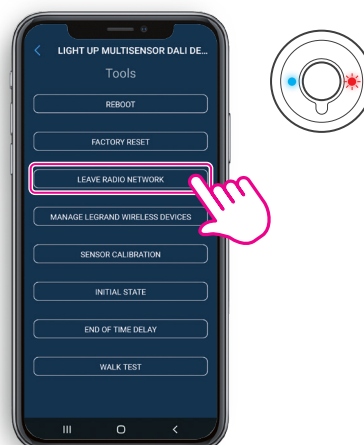 LIGHT UP MULTISENSOR DALI DE...
Tools
REBOOT
FACTORY RESET
LEAVE RADIO NETWORK
MANAGE LEGRAND WIRELESS DEVICES
SENSOR CALIBRATION
INITIAL STATE
END OF TIME DELAY
WALK TEST